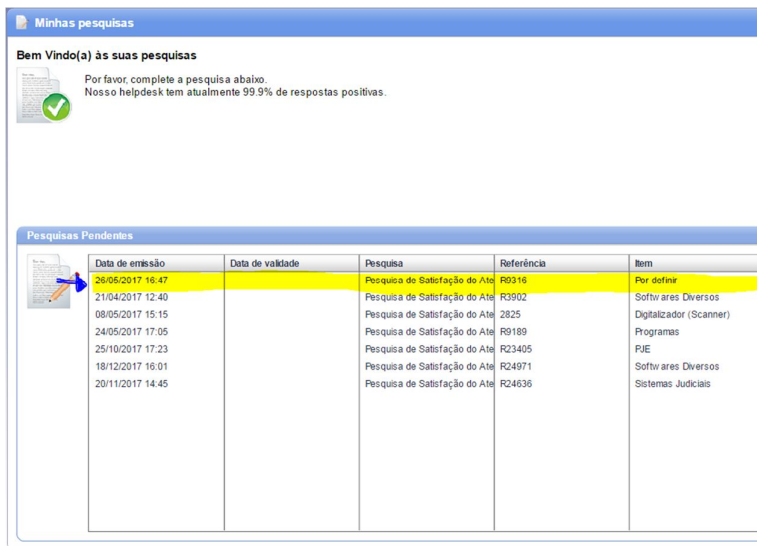 Minhas pesquisas
Bem Vindo(a) às suas pesquisas
Por favor, complete a pesquisa abaixo.
Nosso helpdesk tem atualmente 99.9% de respostas positivas.
Pesquisas Pendentes
Data de emissão Data de validade Pesquisa Referência Item
26/05/2017 16:47 Pesquisa de Satisfação do Ate R9316 Por definir
21/04/2017 12:40 Pesquisa de Satisfação do Ate R3902 Softwares Diversos
08/05/2017 15:15 Pesquisa de Satisfação do Ate 2825 Digitalizador (Scanner)
24/05/2017 17:05 Pesquisa de Satisfação do Ate R9189 Programas
25/10/2017 17:23 Pesquisa de Satisfação do Ate R23405 PJE
18/12/2017 16:01 Pesquisa de Satisfação do Ate R24971 Softwares Diversos
20/11/2017 14:45 Pesquisa de Satisfação do Ate R24636 Sistemas Judiciais